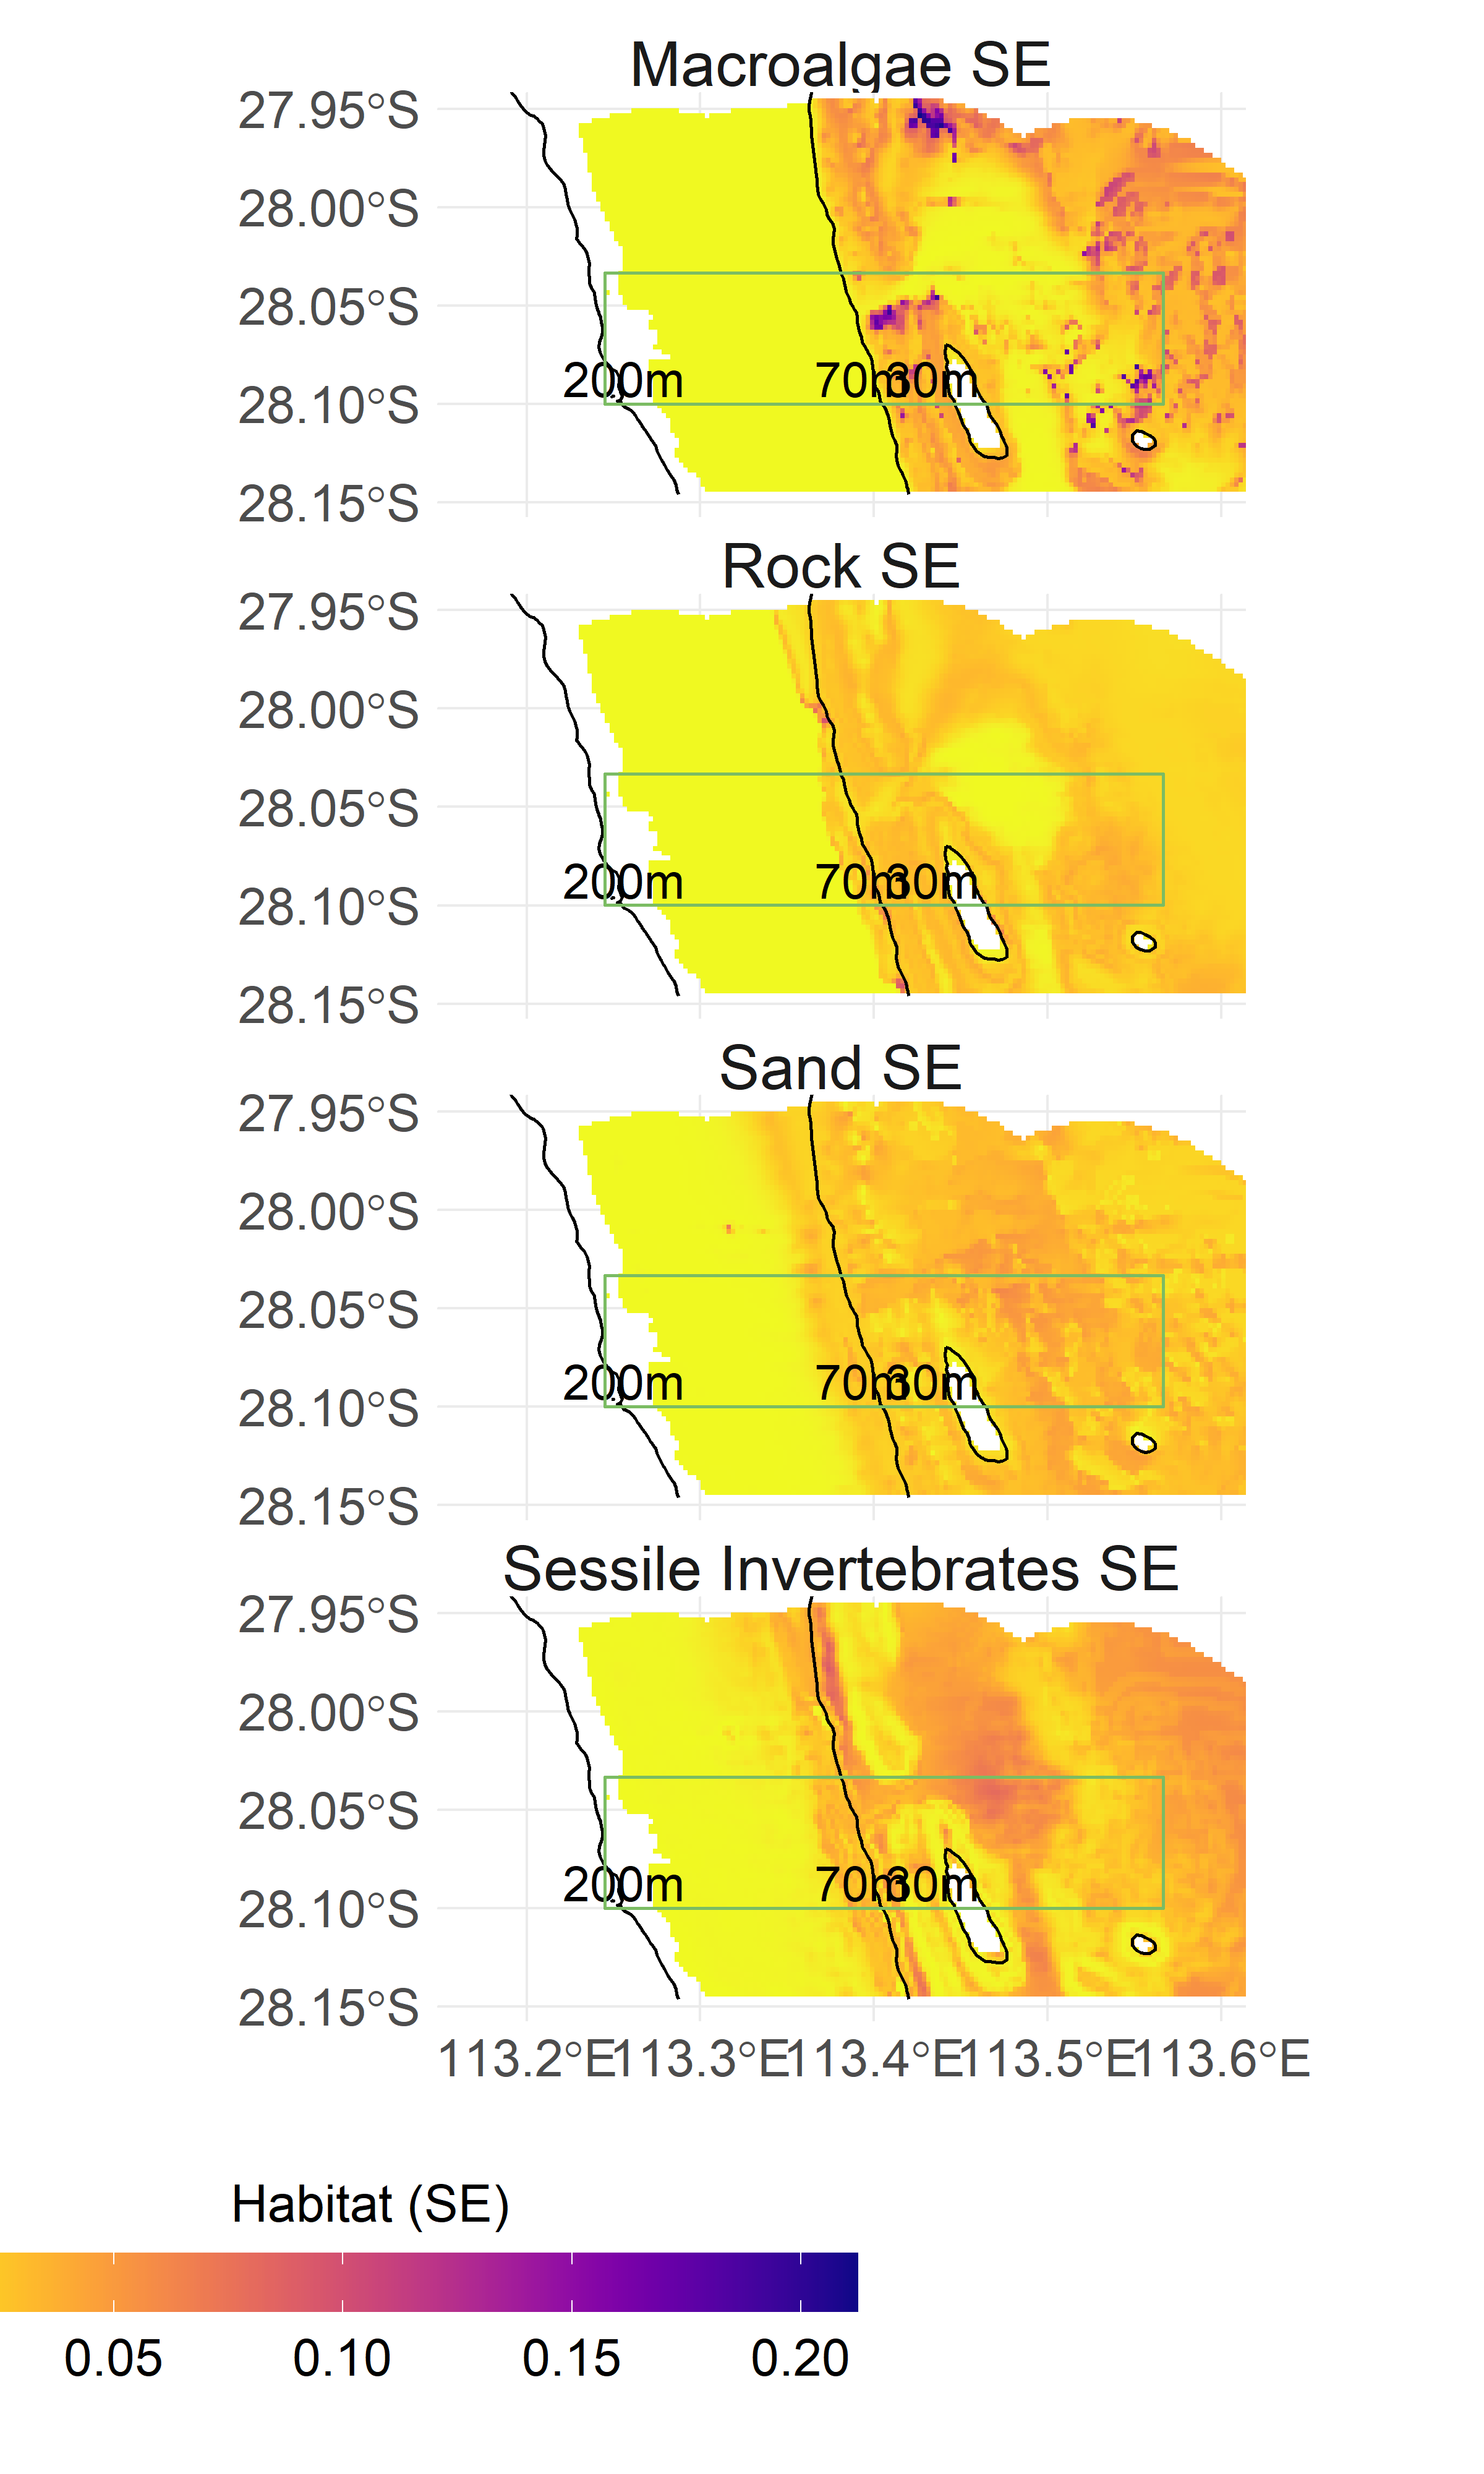 Macroalgae SE
27.95°S
28.00°S
28.05°S
200m 70m 30m
28.10°S
28.15°S
Rock SE
27.95°S
28.00°S
28.05°S
200m 70m 30m
28.10°S
28.15°S
Sand SE
27.95°S
28.00°S
28.05°S
200m 70m 30m
28.10°S
28.15°S
Sessile Invertebrates SE
27.95°S
28.00°S
28.05°S
200m 70m 30m
28.10°S
28.15°S
113.2°E 113.3°E 113.4°E 113.5°E 113.6°E
Habitat (SE)
0.05 0.10 0.15 0.20